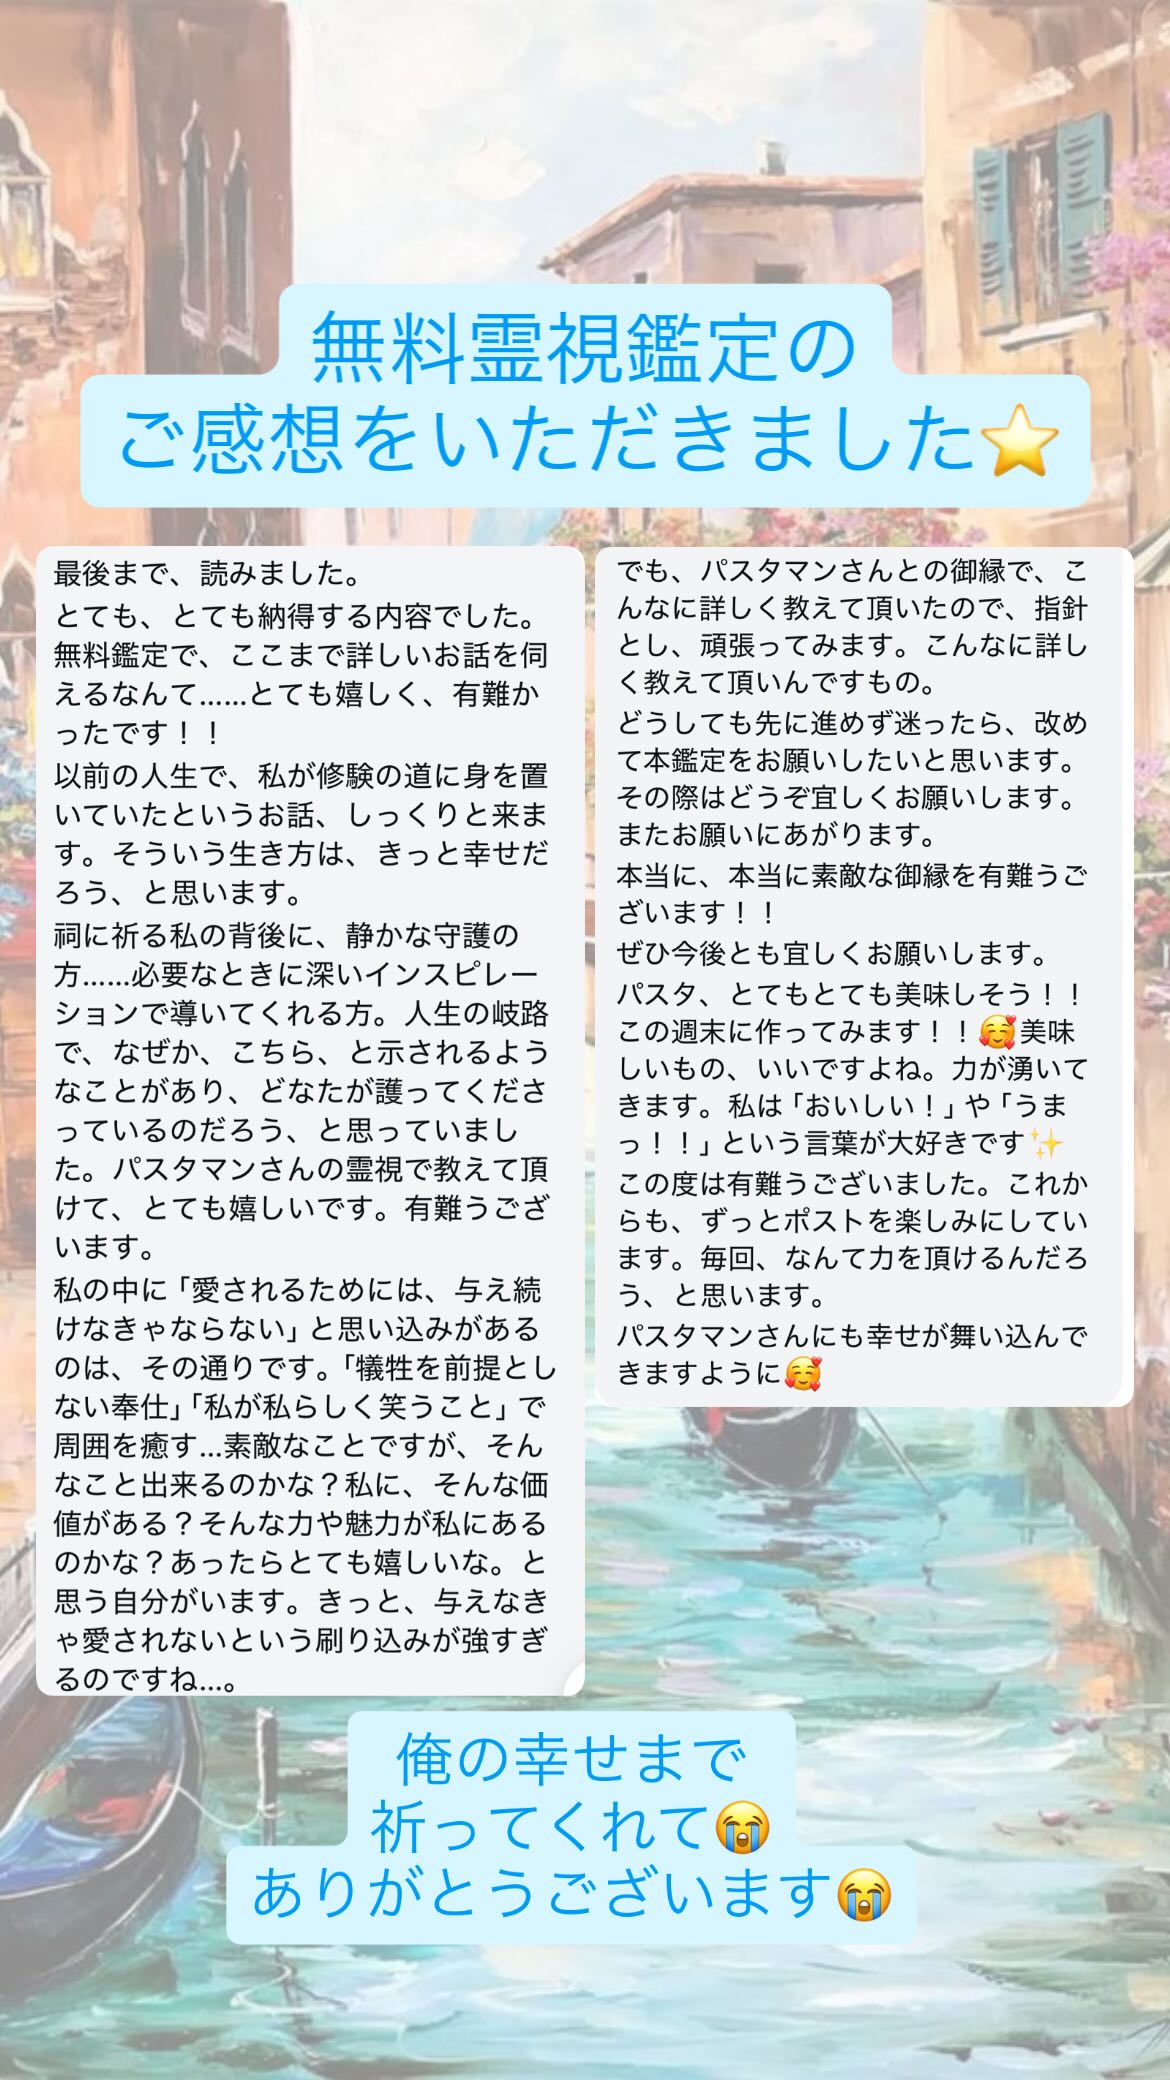 無料霊視鑑定の
ご感想をいただきました⭐
最後まで、読みました。
とても、とても納得する内容でした。
無料鑑定で、ここまで詳しいお話を伺
えるなんて……とても嬉しく、有難か
ったです！！
以前の人生で、私が修験の道に身を置
いていたというお話、しっくりと来ま
す。そういう生き方は、きっと幸せだ
ろう、と思います。
祠に祈る私の背後に、静かな守護の
方……必要なときに深いインスピレー
ションで導いてくれる方。人生の岐路
で、なぜか、こちら、と示されるよう
なことがあり、どなたが護ってくださ
っているのだろう、と思っていまし
た。パスタマンさんの霊視で教えて頂
けて、とても嬉しいです。有難うござ
います。
私の中に「愛されるためには、与え続
けなきゃならない」と思い込みがある
のは、その通りです。「犠牲を前提とし
ない奉仕」「私が私らしく笑うこと」で
周囲を癒す…素敵なことですが、そん
なこと出来るのかな？私に、そんな価
値がある？そんな力や魅力が私にある
のかな？あったらとても嬉しいな。と
思う自分がいます。きっと、与えなき
ゃ愛されないという刷り込みが強すぎ
るのですね…。
でも、パスタマンさんとの御縁で、こ
んなに詳しく教えて頂いたので、指針
とし、頑張ってみます。こんなに詳し
く教えて頂いんですもの。
どうしても先に進めず迷ったら、改め
て本鑑定をお願いしたいと思います。
その際はどうぞ宜しくお願いします。
またお願いにあがります。
本当に、本当に素敵な御縁を有難うご
ざいます！！
ぜひ今後とも宜しくお願いします。
パスタ、とてもとても美味しそう！！
この週末に作ってみます！！🥰美味
しいもの、いいですよね。力が湧いて
きます。私は「おいしい！」や「うま
っ！！」という言葉が大好きです✨
この度は有難うございました。これか
らも、ずっとポストを楽しみにしてい
ます。毎回、なんて力を頂けるんだろ
う、と思います。
パスタマンさんにも幸せが舞い込んで
きますように🥰
俺の幸せまで
祈ってくれて😭
ありがとうございます😭